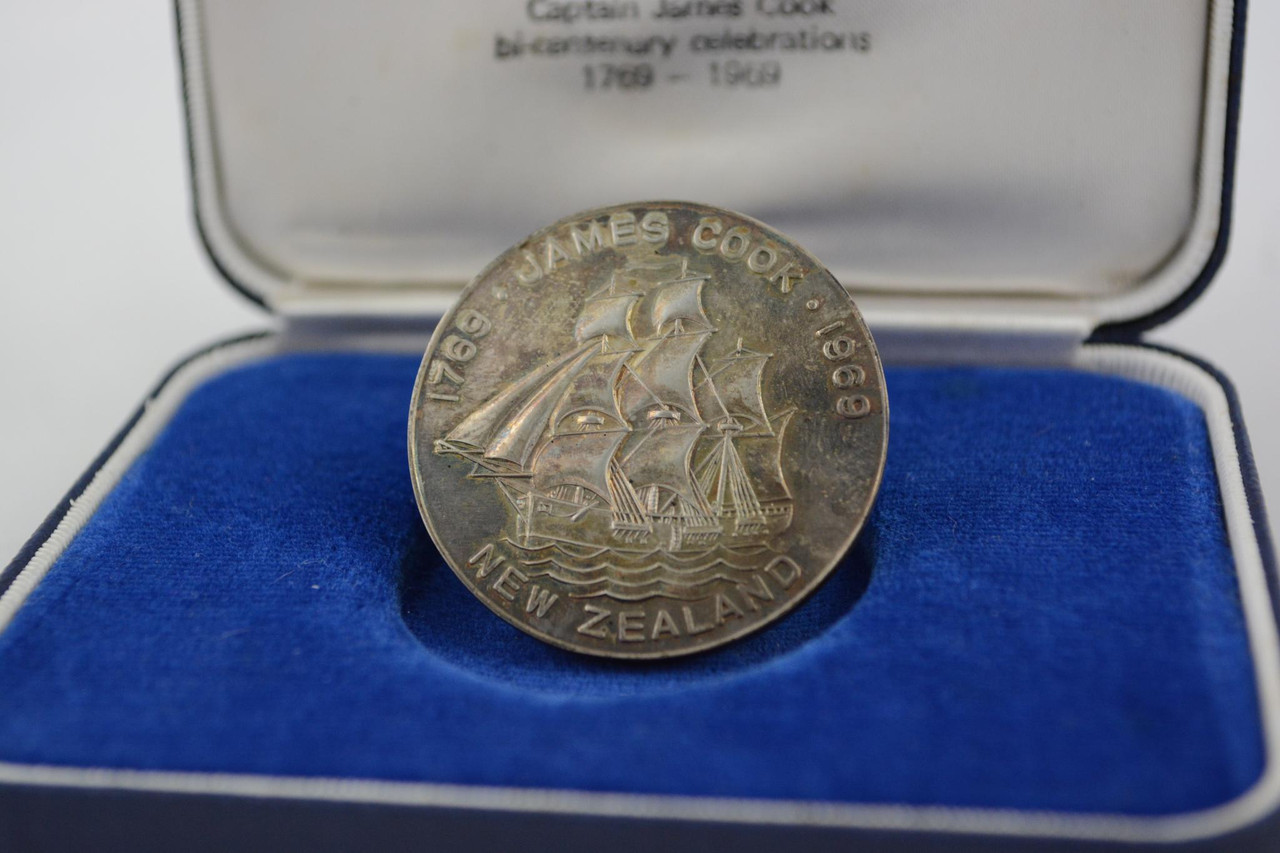 Captain James Cook
bi-centenary celebrations
1769 – 1969
1769 · JAMES COOK · 1969
NEW ZEALAND